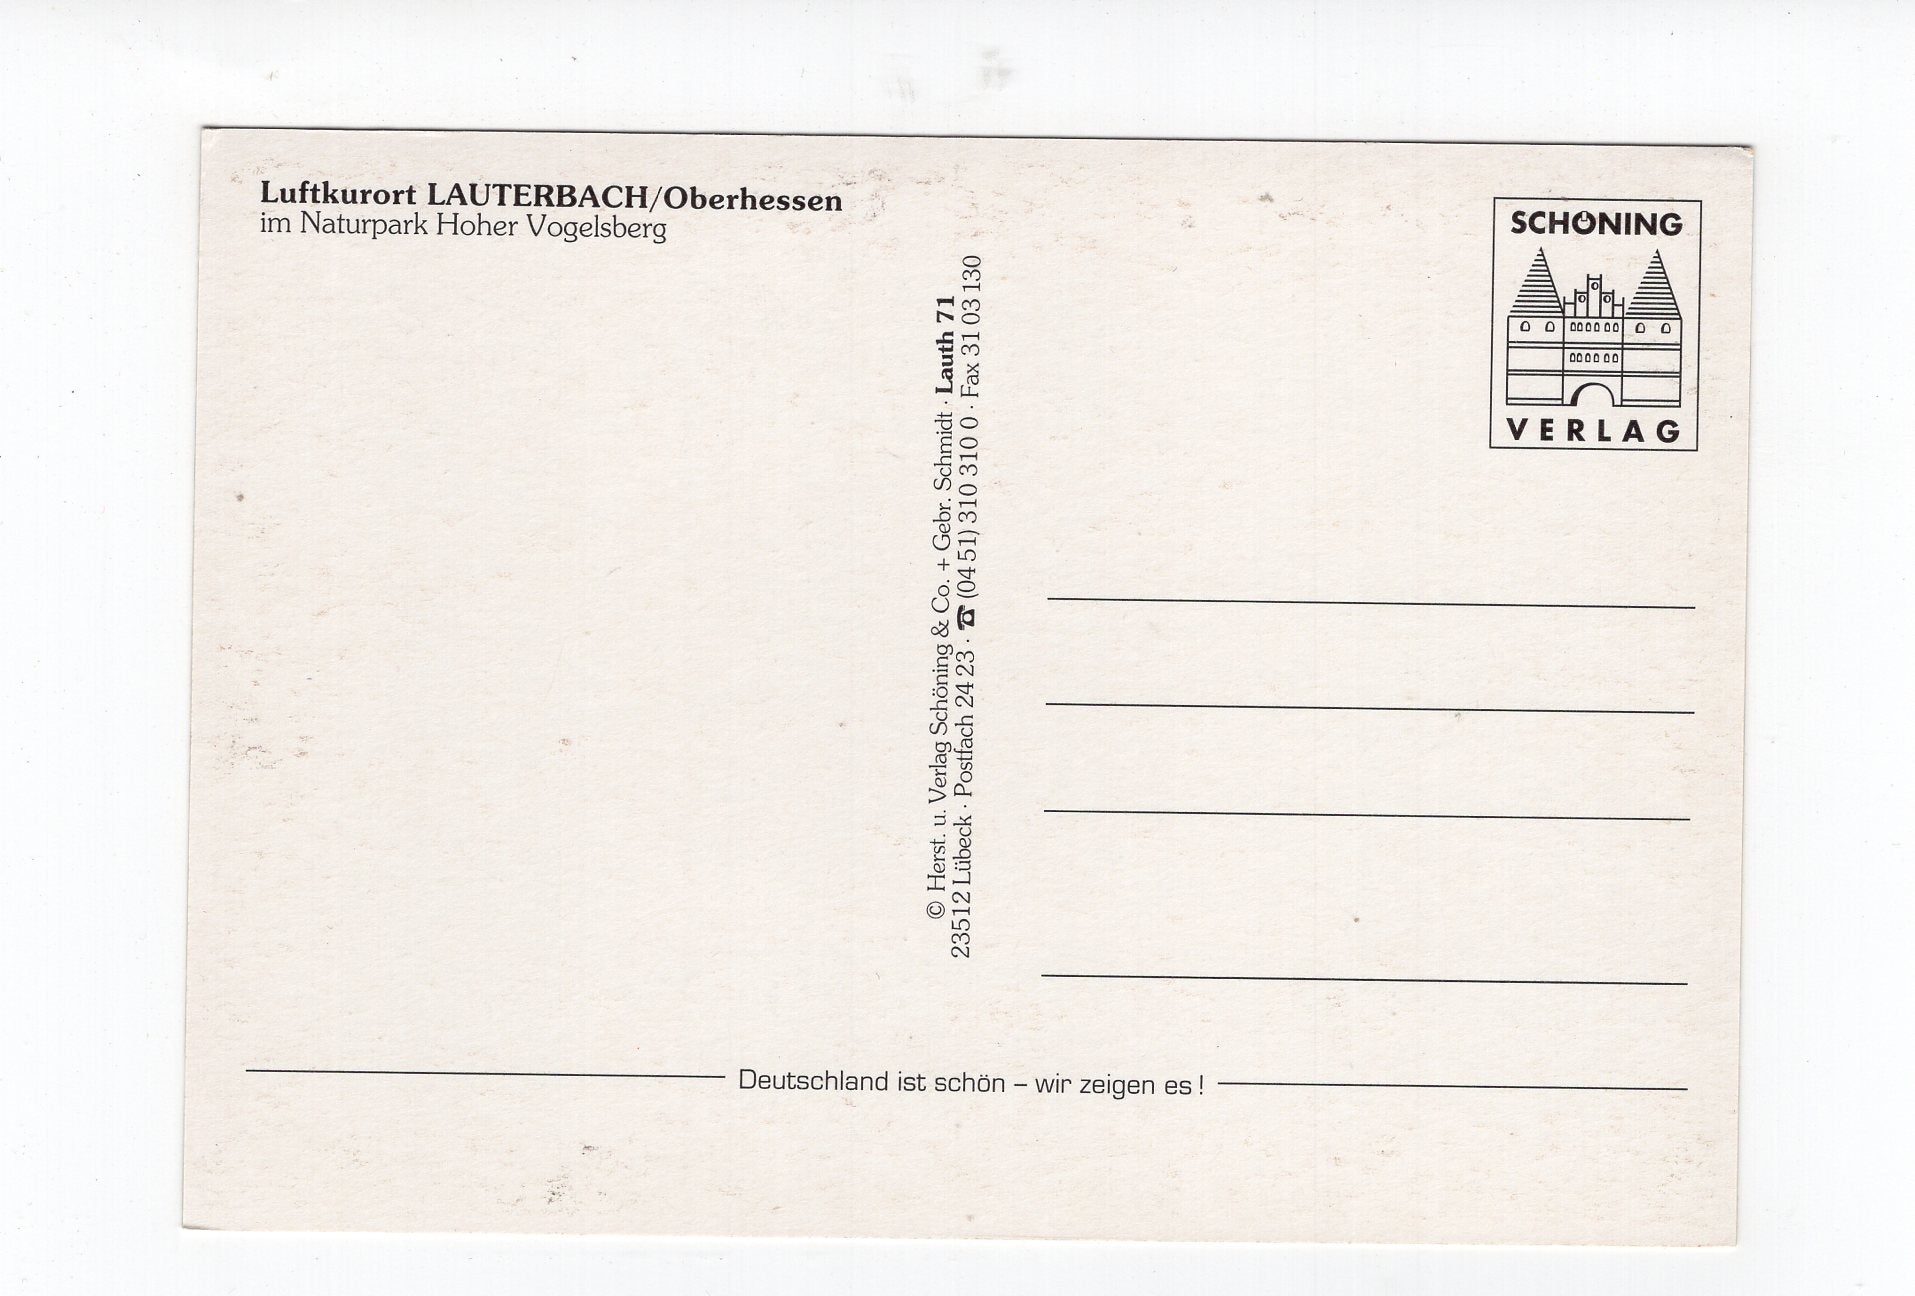 Luftkurort LAUTERBACH/Oberhessen
im Naturpark Hoher Vogelsberg
© Herst. u. Verlag Schöning & Co. + Gebr. Schmidt · Lauth 71
23512 Lübeck · Postfach 24 23 · ☎ (04 51) 310 310 0 · Fax 31 03 130
SCHÖNING
VERLAG
Deutschland ist schön – wir zeigen es!